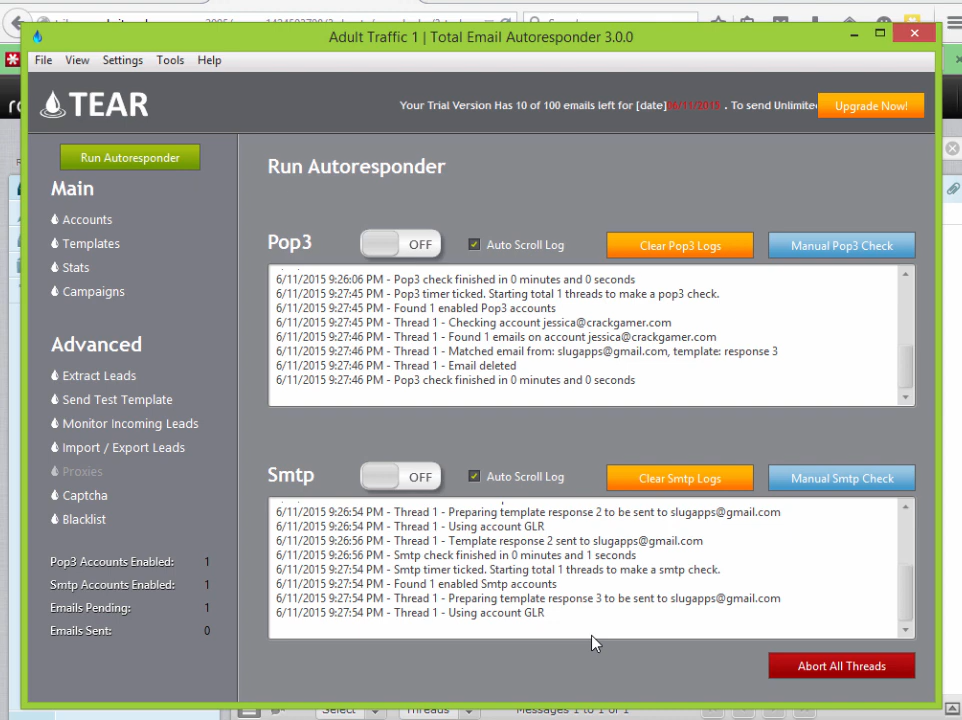 Adult Traffic 1 | Total Email Autoresponder 3.0.0
File View Settings Tools Help
TEAR
Your Trial Version Has 10 of 100 emails left for [date]06/11/2015 . To send Unlimite
Upgrade Now!
Run Autoresponder
Main
Accounts
Templates
Stats
Campaigns
Advanced
Extract Leads
Send Test Template
Monitor Incoming Leads
Import / Export Leads
Proxies
Captcha
Blacklist
Pop3 Accounts Enabled: 1
Smtp Accounts Enabled: 1
Emails Pending: 1
Emails Sent: 0
Run Autoresponder
Pop3 OFF Auto Scroll Log Clear Pop3 Logs Manual Pop3 Check
6/11/2015 9:26:06 PM - Pop3 check finished in 0 minutes and 0 seconds
6/11/2015 9:27:45 PM - Pop3 timer ticked. Starting total 1 threads to make a pop3 check.
6/11/2015 9:27:45 PM - Found 1 enabled Pop3 accounts
6/11/2015 9:27:45 PM - Thread 1 - Checking account jessica@crackgamer.com
6/11/2015 9:27:46 PM - Thread 1 - Found 1 emails on account jessica@crackgamer.com
6/11/2015 9:27:46 PM - Thread 1 - Matched email from: slugapps@gmail.com, template: response 3
6/11/2015 9:27:46 PM - Thread 1 - Email deleted
6/11/2015 9:27:46 PM - Pop3 check finished in 0 minutes and 0 seconds
Smtp OFF Auto Scroll Log Clear Smtp Logs Manual Smtp Check
6/11/2015 9:26:54 PM - Thread 1 - Preparing template response 2 to be sent to slugapps@gmail.com
6/11/2015 9:26:54 PM - Thread 1 - Using account GLR
6/11/2015 9:26:56 PM - Thread 1 - Template response 2 sent to slugapps@gmail.com
6/11/2015 9:26:56 PM - Smtp check finished in 0 minutes and 1 seconds
6/11/2015 9:27:54 PM - Smtp timer ticked. Starting total 1 threads to make a smtp check.
6/11/2015 9:27:54 PM - Found 1 enabled Smtp accounts
6/11/2015 9:27:54 PM - Thread 1 - Preparing template response 3 to be sent to slugapps@gmail.com
6/11/2015 9:27:54 PM - Thread 1 - Using account GLR
Abort All Threads
Select Threads Messages 1 to 1 of 1